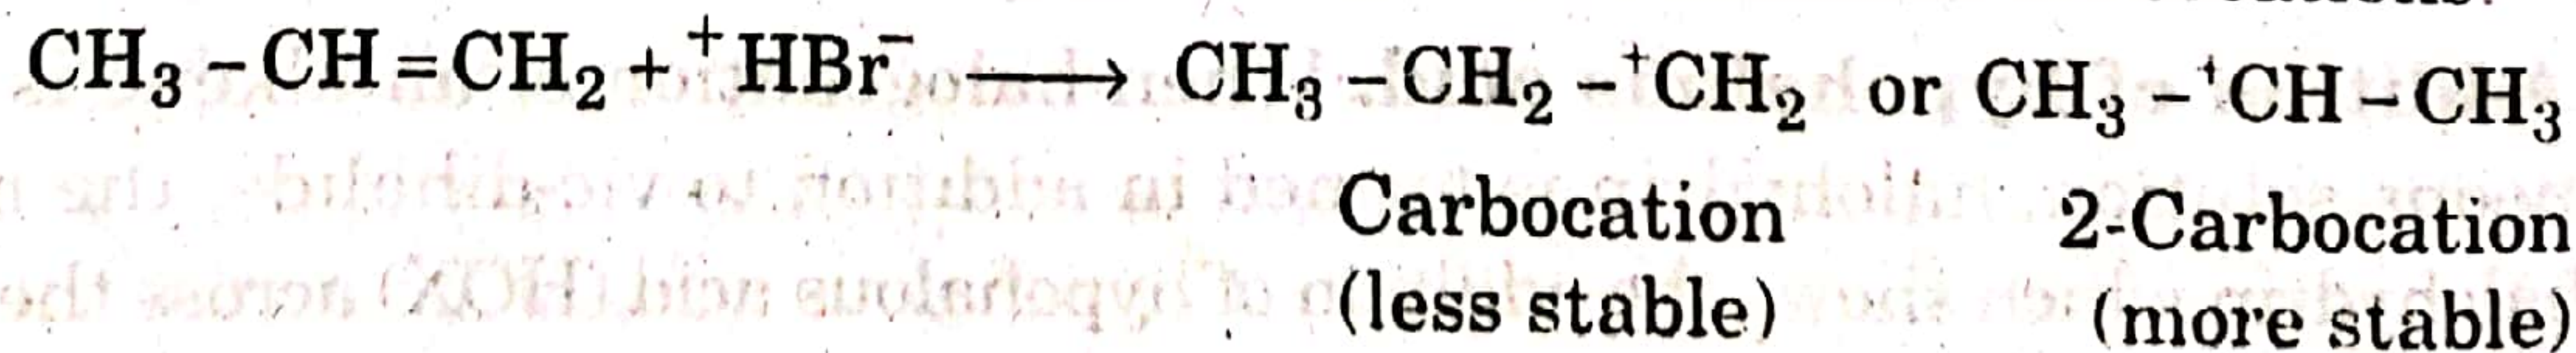 CH₃ – CH = CH₂ + ⁺HBr⁻ ⟶ CH₃ – CH₂ – ⁺CH₂ or CH₃ – ⁺CH – CH₃
Carbocation 2-Carbocation
(less stable) (more stable)